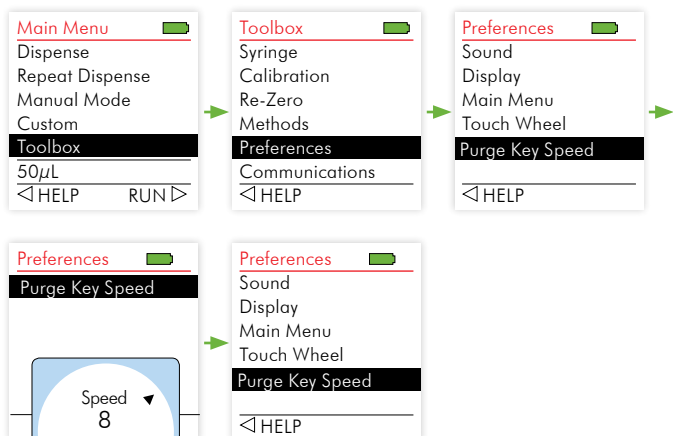 Main Menu
Dispense
Repeat Dispense
Manual Mode
Custom
Toolbox
50µL
◁ HELP RUN ▷
Toolbox
Syringe
Calibration
Re-Zero
Methods
Preferences
Communications
◁ HELP
Preferences
Sound
Display
Main Menu
Touch Wheel
Purge Key Speed
◁ HELP
Preferences
Purge Key Speed
Speed
8
Preferences
Sound
Display
Main Menu
Touch Wheel
Purge Key Speed
◁ HELP